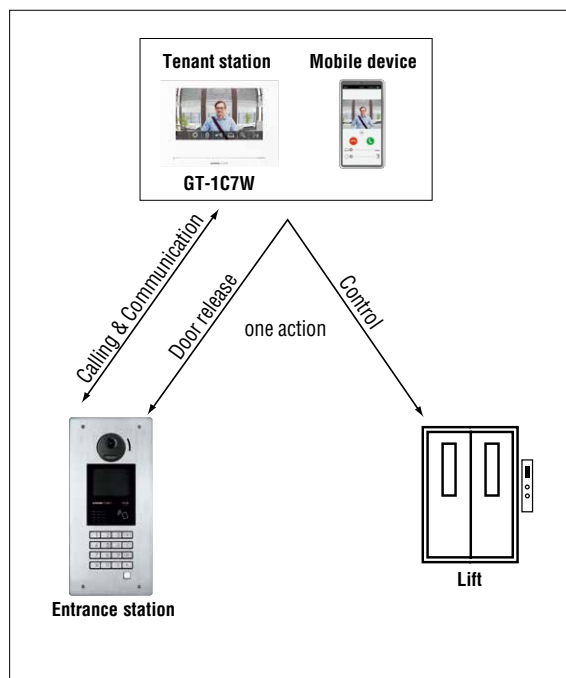 Tenant station
Mobile device
GT-1C7W
Calling & Communication
Door release
one action
Control
Entrance station
Lift